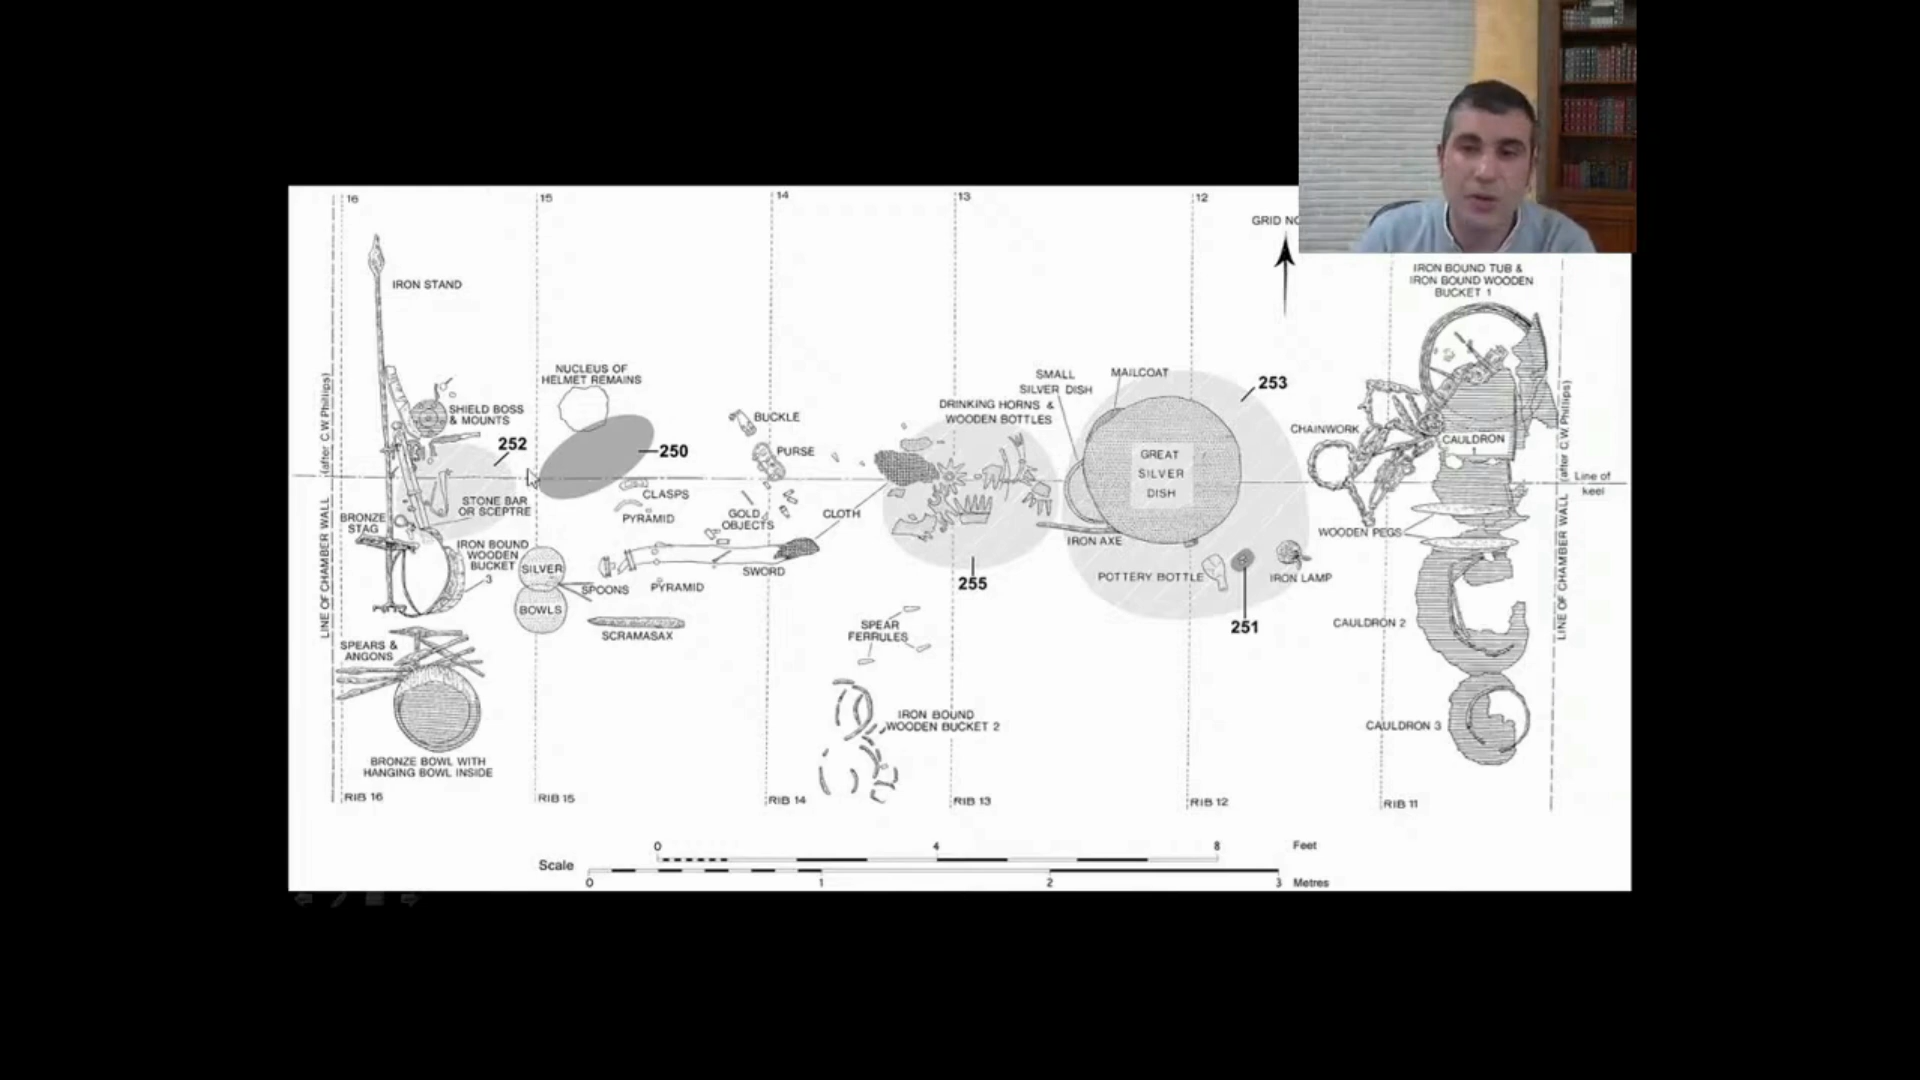 16
15
14
13
12
GRID NO
IRON STAND
IRON BOUND TUB &
IRON BOUND WOODEN
BUCKET 1
NUCLEUS OF
HELMET REMAINS
SMALL
SILVER DISH
MAILCOAT
253
SHIELD BOSS
& MOUNTS
252
250
BUCKLE
PURSE
DRINKING HORNS &
WOODEN BOTTLES
CHAINWORK
CAULDRON
1
GREAT
SILVER
DISH
Line of
keel
STONE BAR
OR SCEPTRE
CLASPS
PYRAMID
GOLD
OBJECTS
CLOTH
BRONZE
STAG
IRON BOUND
WOODEN
BUCKET
3
SILVER
BOWLS
SPOONS
PYRAMID
SWORD
SCRAMASAX
IRON AXE
WOODEN PEGS
POTTERY BOTTLE
IRON LAMP
255
251
SPEAR
FERRULES
CAULDRON 2
SPEARS &
ANGONS
IRON BOUND
WOODEN BUCKET 2
CAULDRON 3
BRONZE BOWL WITH
HANGING BOWL INSIDE
LINE OF CHAMBER WALL (after C.W. Phillips)
LINE OF CHAMBER WALL (after C.W. Phillips)
RIB 16
RIB 15
RIB 14
RIB 13
RIB 12
RIB 11
Scale
0
4
8
Feet
0
1
2
3
Metres